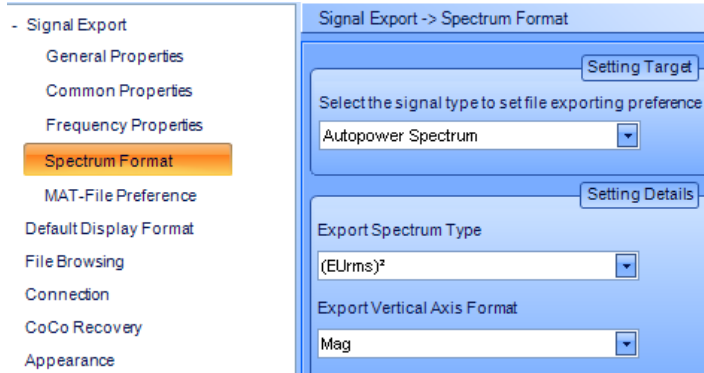 - Signal Export
General Properties
Common Properties
Frequency Properties
Spectrum Format
MAT-File Preference
Default Display Format
File Browsing
Connection
CoCo Recovery
Appearance
Signal Export -> Spectrum Format
Setting Target
Select the signal type to set file exporting preference
Autopower Spectrum
Setting Details
Export Spectrum Type
(EUrms)²
Export Vertical Axis Format
Mag